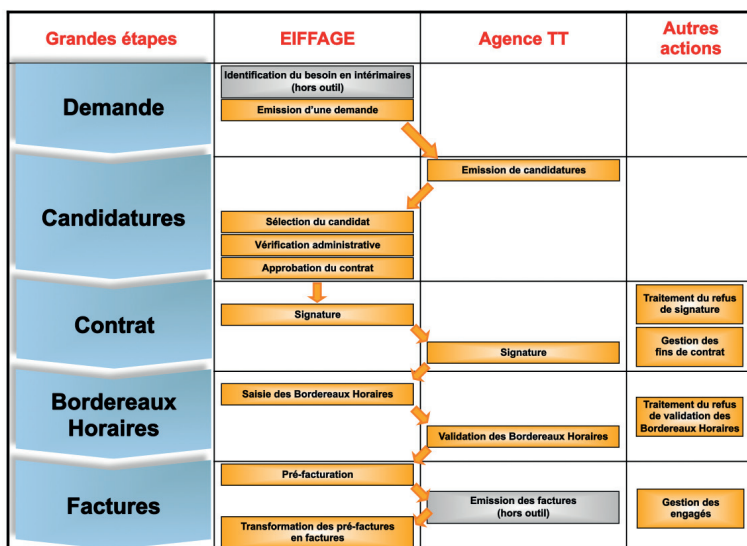 Grandes étapes
EIFFAGE
Agence TT
Autres
actions
Demande
Identification du besoin en intérimaires
(hors outil)
Emission d'une demande
Candidatures
Emission de candidatures
Sélection du candidat
Vérification administrative
Approbation du contrat
Contrat
Signature
Signature
Traitement du refus
de signature
Gestion des
fins de contrat
Bordereaux
Horaires
Saisie des Bordereaux Horaires
Validation des Bordereaux Horaires
Traitement du refus
de validation des
Bordereaux Horaires
Factures
Pré-facturation
Emission des factures
(hors outil)
Transformation des pré-factures
en factures
Gestion des
engagés